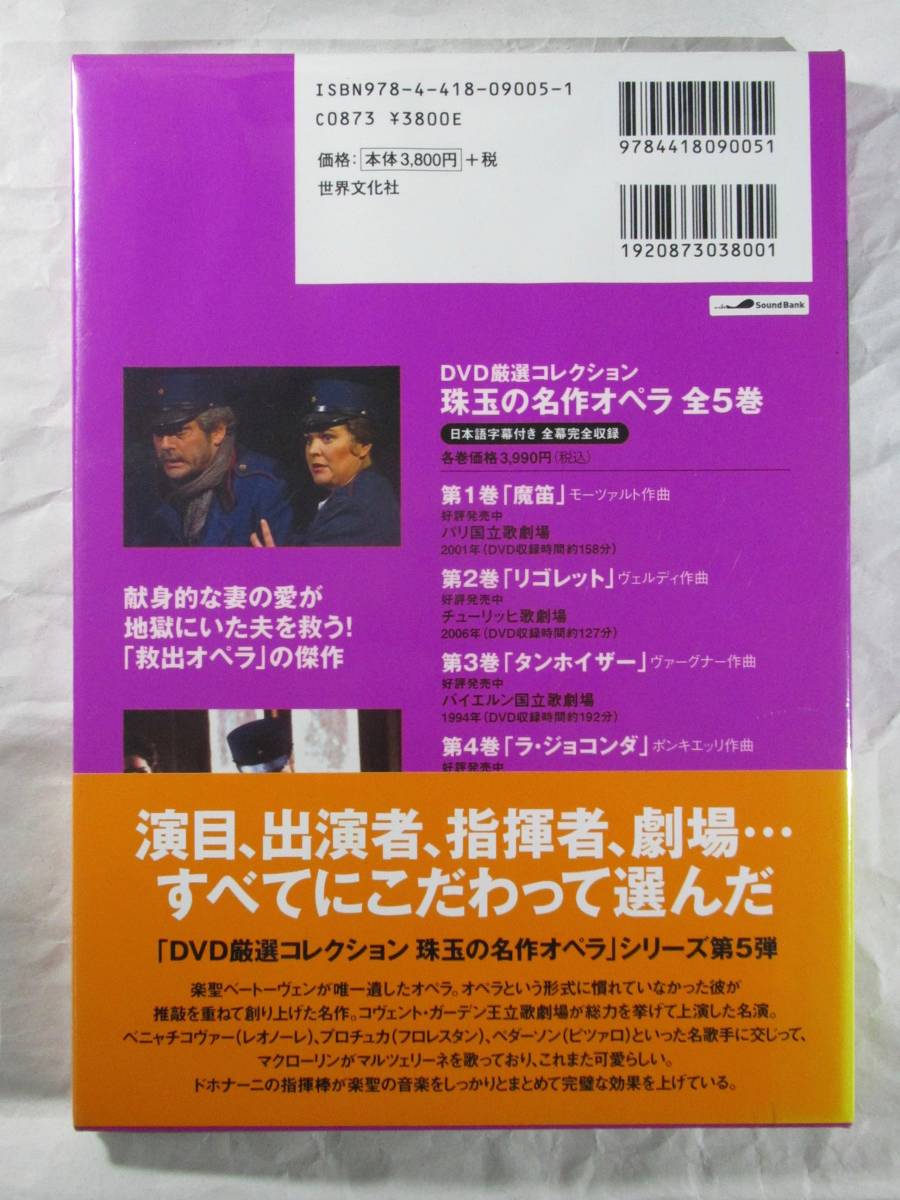 ISBN978-4-418-09005-1
C0873 ¥3800E
価格：本体3,800円＋税
世界文化社
9784418090051
1920873038001
SoundBank
DVD厳選コレクション
珠玉の名作オペラ 全5巻
日本語字幕付き 全幕完全収録
各巻価格3,990円（税込）
第1巻「魔笛」モーツァルト作曲
好評発売中
パリ国立歌劇場
2001年（DVD収録時間約158分）
第2巻「リゴレット」ヴェルディ作曲
好評発売中
チューリッヒ歌劇場
2006年（DVD収録時間約127分）
第3巻「タンホイザー」ヴァーグナー作曲
好評発売中
バイエルン国立歌劇場
1994年（DVD収録時間約192分）
第4巻「ラ・ジョコンダ」ポンキエッリ作曲
好評発売中
献身的な妻の愛が
地獄にいた夫を救う！
「救出オペラ」の傑作
演目、出演者、指揮者、劇場…
すべてにこだわって選んだ
「DVD厳選コレクション 珠玉の名作オペラ」シリーズ第5弾
楽聖ベートーヴェンが唯一遺したオペラ。オペラという形式に慣れていなかった彼が
推敲を重ねて創り上げた名作。コヴェント・ガーデン王立歌劇場が総力を挙げて上演した名演。
ベニャチコヴァー（レオノーレ）、プロチュカ（フロレスタン）、ペダーソン（ピツァロ）といった名歌手に交じって、
マクローリンがマルツェリーネを歌っており、これまた可愛らしい。
ドホナーニの指揮棒が楽聖の音楽をしっかりとまとめて完璧な効果を上げている。